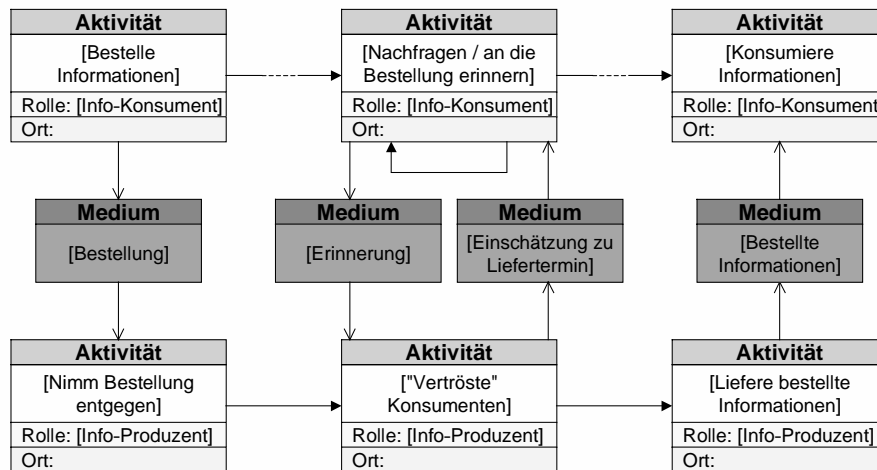 Aktivität
[Bestelle
Informationen]
Rolle: [Info-Konsument]
Ort:
Aktivität
[Nachfragen / an die
Bestellung erinnern]
Rolle: [Info-Konsument]
Ort:
Aktivität
[Konsumiere
Informationen]
Rolle: [Info-Konsument
Ort:
Medium
[Bestellung]
Medium
[Erinnerung]
Medium
[Einschätzung zu
Liefertermin]
Medium
[Bestellte
Informationen]
Aktivität
[Nimm Bestellung
entgegen]
Rolle: [Info-Produzent]
Ort:
Aktivität
["Vertröste"
Konsumenten]
Rolle: [Info-Produzent]
Ort:
Aktivität
[Liefere bestellte
Informationen]
Rolle: [Info-Produzent]
Ort: